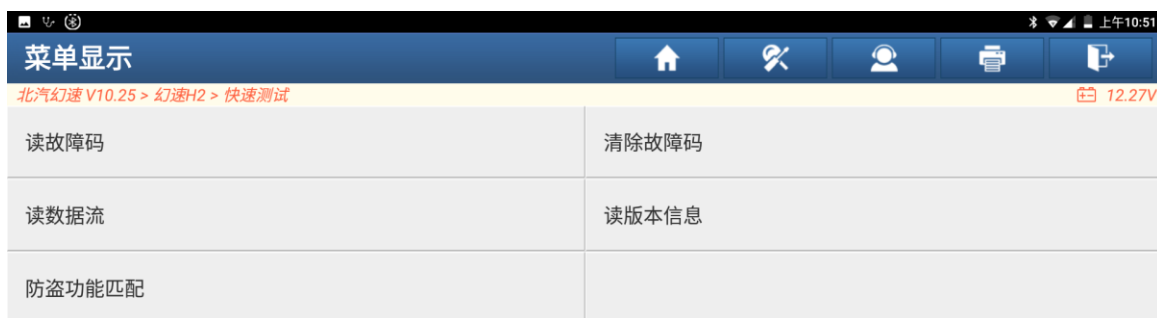 上午10:51
菜单显示
北汽幻速 V10.25 > 幻速H2 > 快速测试 12.27V
读故障码 清除故障码
读数据流 读版本信息
防盗功能匹配